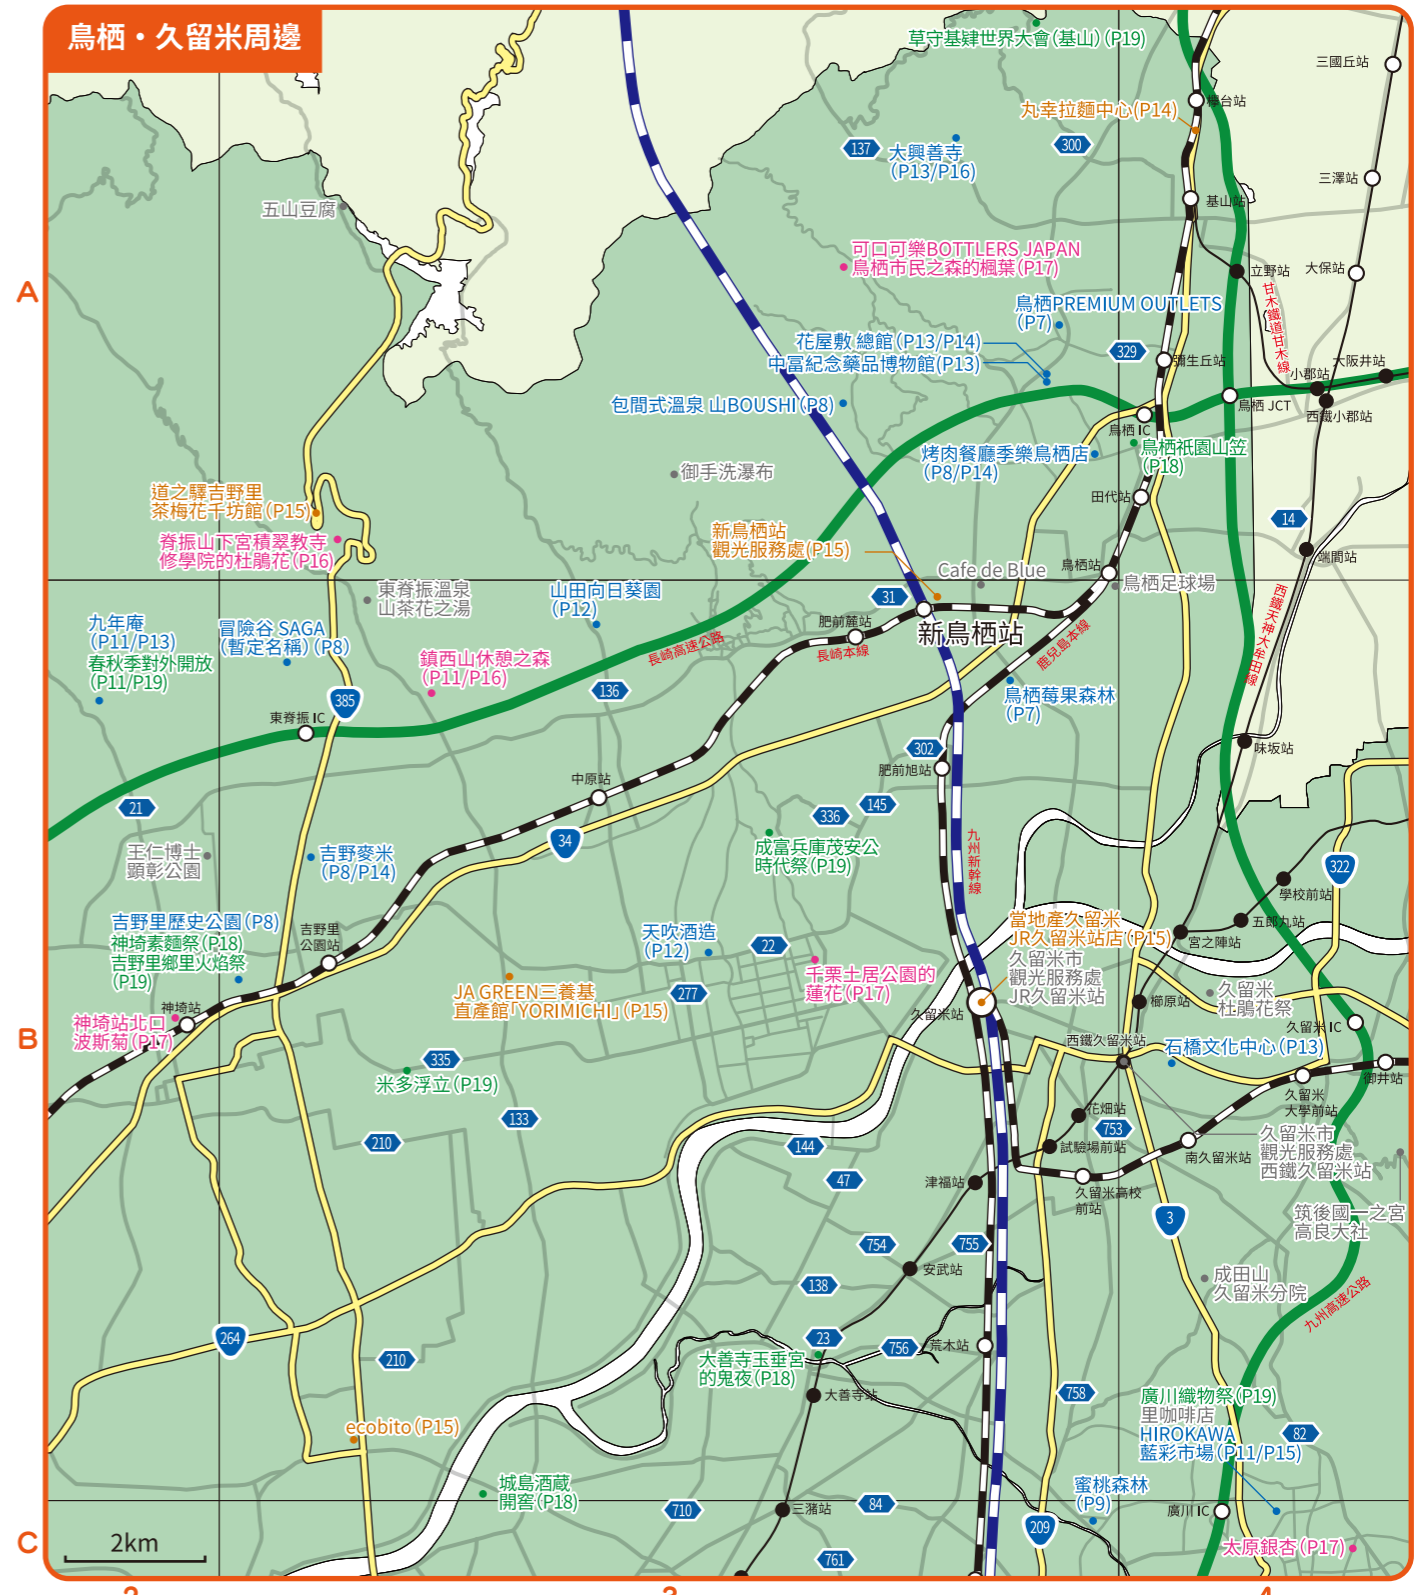 鳥栖・久留米周邊
草守基肄世界大會(基山)(P19)
三國丘站
丸幸拉麵中心(P14)
欅台站
137
大興善寺
(P13/P16)
300
三澤站
五山豆腐
基山站
可口可樂BOTTLERS JAPAN
鳥栖市民之森的楓葉(P17)
立野站
大保站
A
甘木鐵道甘木線
鳥栖PREMIUM OUTLETS
(P7)
花屋敷 總館(P13/P14)
中冨紀念藥品博物館(P13)
329
彌生丘站
大阪井站
小郡站
包間式溫泉 山BOUSHI(P8)
鳥栖 JCT
西鐵小郡站
鳥栖 IC
烤肉餐廳季樂鳥栖店
(P8/P14)
鳥栖祇園山笠
(P18)
御手洗瀑布
田代站
道之驛吉野里
茶梅花千坊館(P15)
14
脊振山下宮積翠教寺
修學院的杜鵑花(P16)
新鳥栖站
觀光服務處(P15)
端間站
Cafe de Blue
鳥栖站
鳥栖足球場
東脊振溫泉
山茶花之湯
山田向日葵園
(P12)
31
西鐵天神大牟田線
九年庵
(P11/P13)
春秋季對外開放
(P11/P19)
冒險谷 SAGA
(暫定名稱)(P8)
肥前麓站
新鳥栖站
長崎高速公路
長崎本線
鹿兒島本線
鎮西山休憩之森
(P11/P16)
136
鳥栖莓果森林
(P7)
385
東脊振 IC
302
味坂站
肥前旭站
中原站
21
145
336
34
王仁博士
顯彰公園
吉野麥米
(P8/P14)
成富兵庫茂安公
時代祭(P19)
九州新幹線
322
學校前站
吉野里歷史公園(P8)
神埼素麵祭(P18)
吉野里鄉里火焰祭
(P19)
吉野里
公園站
天吹酒造
(P12)
22
當地產久留米
JR久留米站店(P15)
久留米市
觀光服務處
JR久留米站
五郎丸站
宮之陣站
千栗土居公園的
蓮花(P17)
JA GREEN三養基
直產館「YORIMICHI」(P15)
277
櫛原站
久留米
杜鵑花祭
神埼站
神埼站北口
波斯菊(P17)
久留米站
久留米 IC
B
西鐵久留米站
石橋文化中心(P13)
335
米多浮立(P19)
御井站
久留米
大學前站
133
花畑站
753
210
144
試驗場前站
久留米市
觀光服務處
西鐵久留米站
南久留米站
47
津福站
久留米高校
前站
3
筑後國一之宮
高良大社
754
755
安武站
成田山
久留米分院
138
九州高速公路
264
23
756
荒木站
210
大善寺玉垂宮
的鬼夜(P18)
大善寺站
758
廣川織物祭(P19)
里咖啡店
HIROKAWA
藍彩市場(P11/P15)
82
ecobito(P15)
城島酒蔵
開窖(P18)
蜜桃森林
(P9)
710
三潴站
84
廣川 IC
209
2km
C
761
太原銀杏(P17)
2
3
4